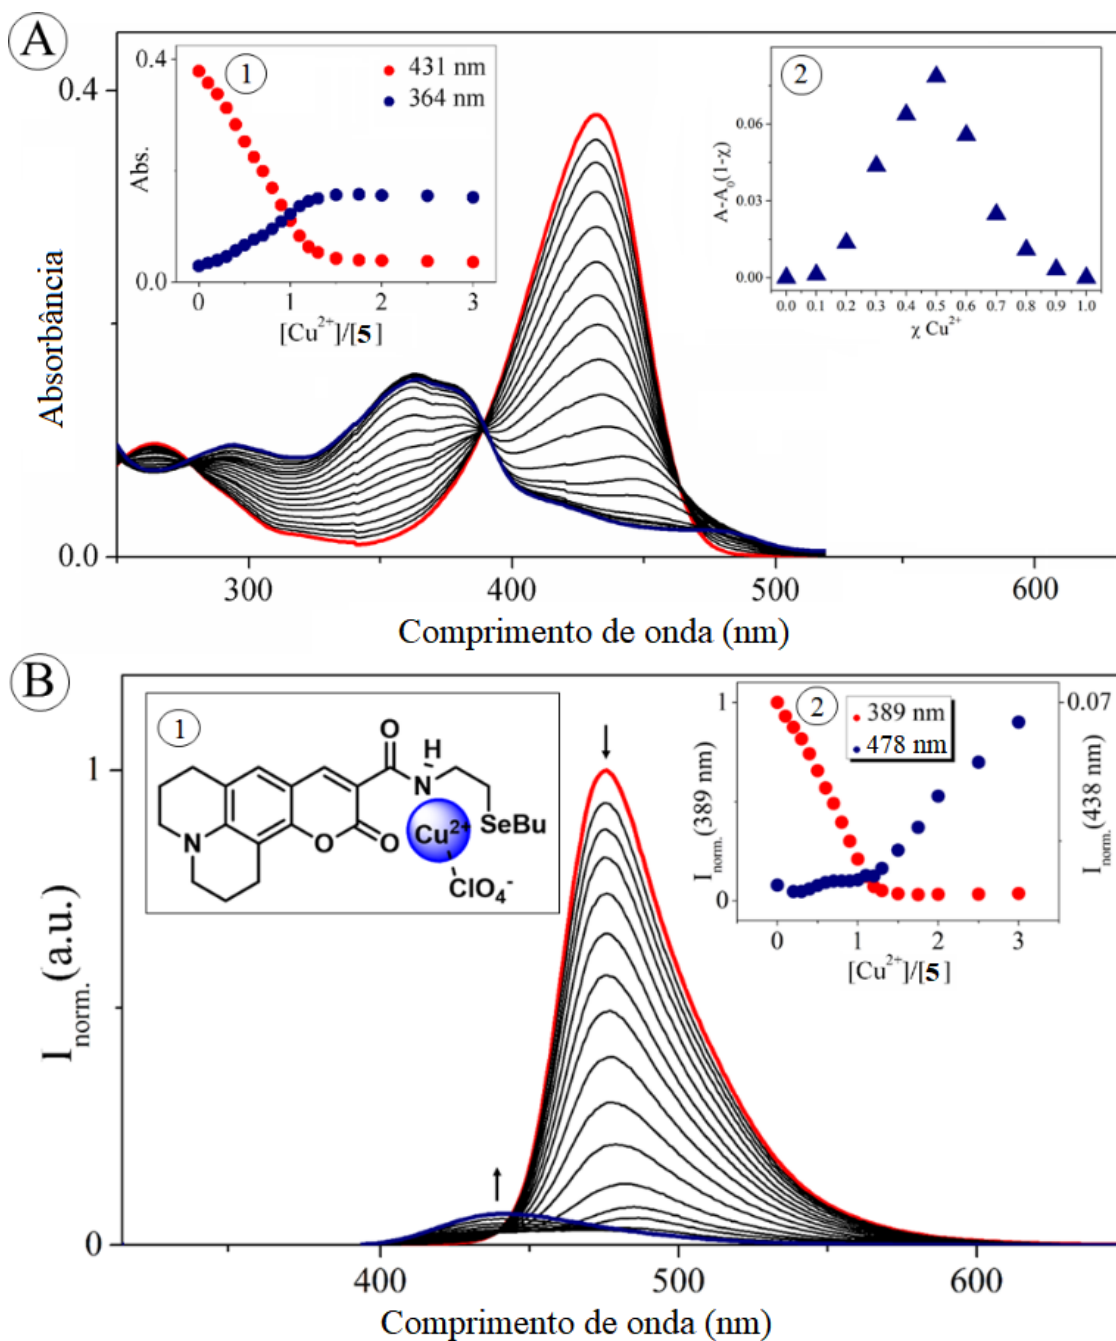 A
1
0.4
431 nm
364 nm
Abs.
0.0
0 1 2 3
[Cu²⁺]/[5]
2
0.06
0.03
0.00
A-A₀(1-χ)
0.0 0.1 0.2 0.3 0.4 0.5 0.6 0.7 0.8 0.9 1.0
χ Cu²⁺
0.4
0.0
Absorbância
300 400 500 600
Comprimento de onda (nm)
B
1
O
H
N
SeBu
Cu²⁺
N
O
O
ClO₄⁻
2
389 nm
478 nm
1
0
I norm. (389 nm)
0.07
I norm. (438 nm)
0 1 2 3
[Cu²⁺]/[5]
1
0
I norm. (a.u.)
400 500 600
Comprimento de onda (nm)